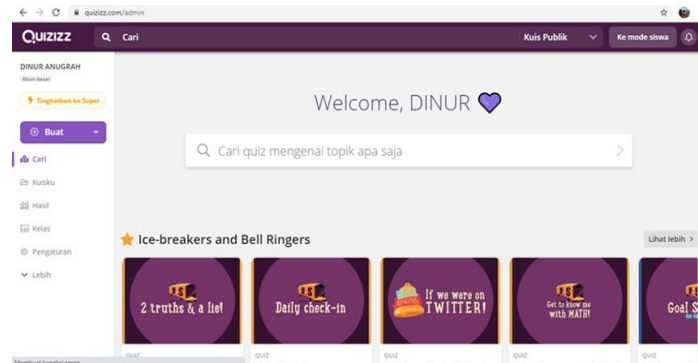 quizizz.com/admin
QUIZIZZ
Cari
Kuis Publik
Ke mode siswa
DINUR ANUGRAH
Akun dasar
Tingkatkan ke Super
Buat
Cari
Kuisku
Hasil
Kelas
Pengaturan
Lebih
Welcome, DINUR
Cari quiz mengenai topik apa saja
Ice-breakers and Bell Ringers
Lihat lebih
2 truths & a lie!
Daily check-in
If we were on
TWITTER!
Get to know me
with MATH!
Goal S
QUIZ
QUIZ
QUIZ
QUIZ
QUIZ